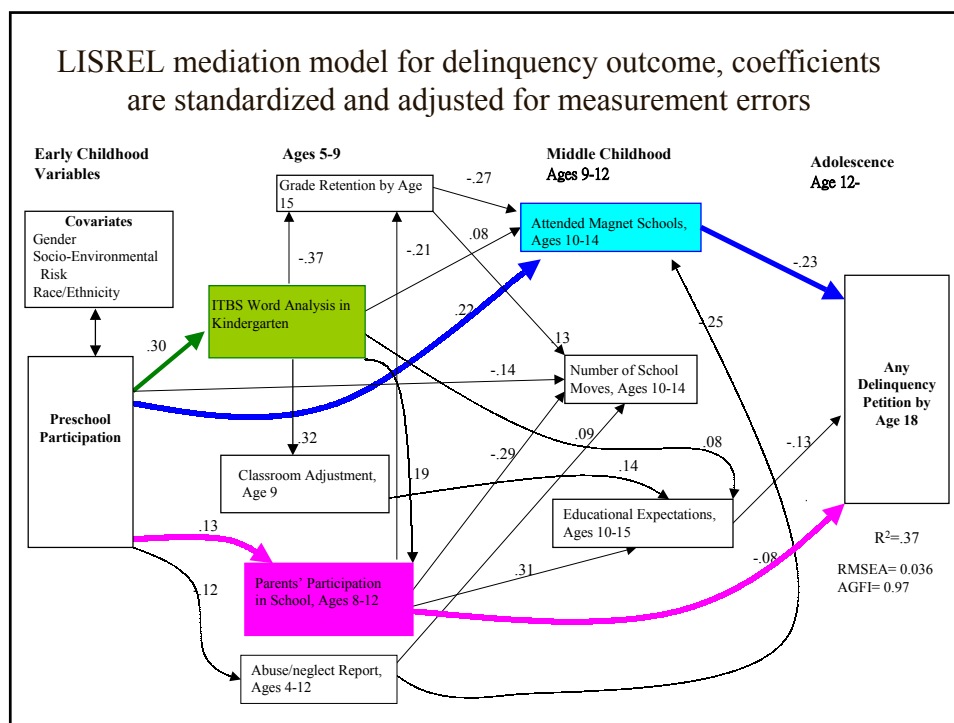 LISREL mediation model for delinquency outcome, coefficients
are standardized and adjusted for measurement errors
Early Childhood
Variables
Ages 5-9
Middle Childhood
Ages 9-12
Adolescence
Age 12-
Grade Retention by Age
15
-.27
Covariates
Gender
Socio-Environmental
Risk
Race/Ethnicity
Attended Magnet Schools,
Ages 10-14
.08
-.21
-.37
-.23
ITBS Word Analysis in
Kindergarten
.22
-.25
.30
.13
Number of School
Moves, Ages 10-14
-.14
Any
Delinquency
Petition by
Age 18
Preschool
Participation
.32
.09
.08
-.13
-.29
Classroom Adjustment,
Age 9
.19
.14
Educational Expectations,
Ages 10-15
.13
R²=.37
-.08
RMSEA= 0.036
AGFI= 0.97
.31
Parents’ Participation
in School, Ages 8-12
.12
Abuse/neglect Report,
Ages 4-12